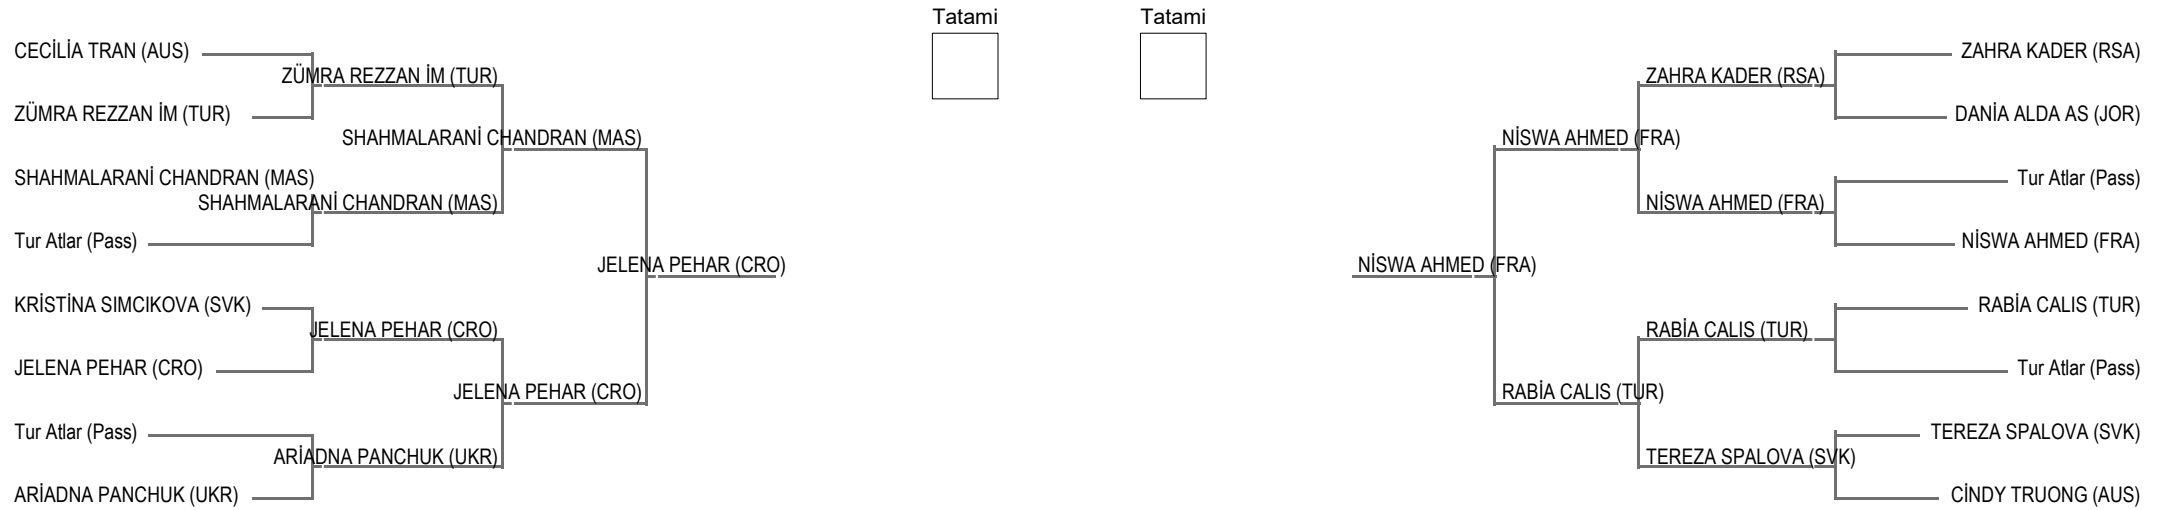 Tatami
Tatami
CECİLİA TRAN (AUS)
ZÜMRA REZZAN İM (TUR)
ZÜMRA REZZAN İM (TUR)
SHAHMALARANİ CHANDRAN (MAS)
SHAHMALARANİ CHANDRAN (MAS)
SHAHMALARANİ CHANDRAN (MAS)
Tur Atlar (Pass)
JELENA PEHAR (CRO)
KRİSTİNA SIMCIKOVA (SVK)
JELENA PEHAR (CRO)
JELENA PEHAR (CRO)
JELENA PEHAR (CRO)
Tur Atlar (Pass)
ARİADNA PANCHUK (UKR)
ARİADNA PANCHUK (UKR)
ZAHRA KADER (RSA)
ZAHRA KADER (RSA)
DANİA ALDA AS (JOR)
NİSWA AHMED (FRA)
Tur Atlar (Pass)
NİSWA AHMED (FRA)
NİSWA AHMED (FRA)
NİSWA AHMED (FRA)
RABİA CALIS (TUR)
RABİA CALIS (TUR)
Tur Atlar (Pass)
RABİA CALIS (TUR)
TEREZA SPALOVA (SVK)
TEREZA SPALOVA (SVK)
CİNDY TRUONG (AUS)